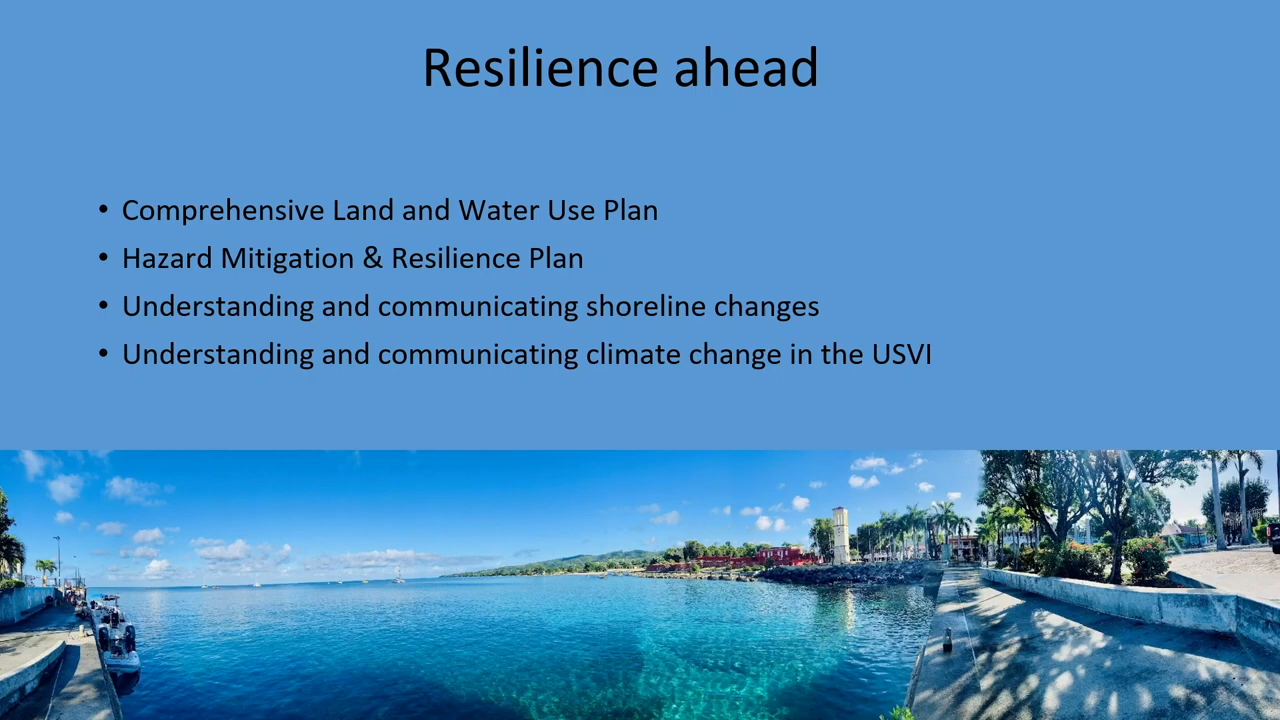 Resilience ahead
• Comprehensive Land and Water Use Plan
• Hazard Mitigation & Resilience Plan
• Understanding and communicating shoreline changes
• Understanding and communicating climate change in the USVI